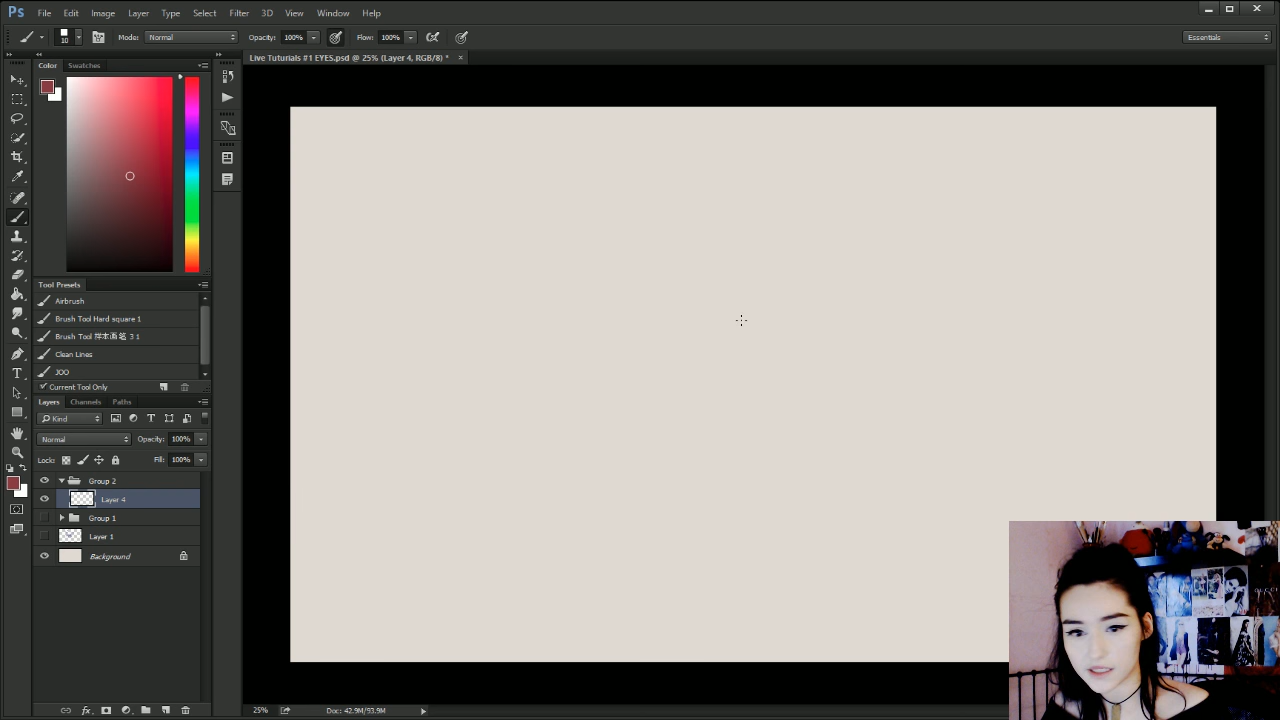 Ps File Edit Image Layer Type Select Filter 3D View Window Help
10 Mode: Normal Opacity: 100% Flow: 100% Essentials
Live Tuturials #1 EYES.psd @ 25% (Layer 4, RGB/8) * ×
Color Swatches
Tool Presets
Airbrush
Brush Tool Hard square 1
Brush Tool 样本画笔 3 1
Clean Lines
JOO
Current Tool Only
Layers Channels Paths
Kind
Normal Opacity: 100%
Lock: Fill: 100%
Group 2
Layer 4
Group 1
Layer 1
Background
fx
25% Doc: 42.9M/93.9M